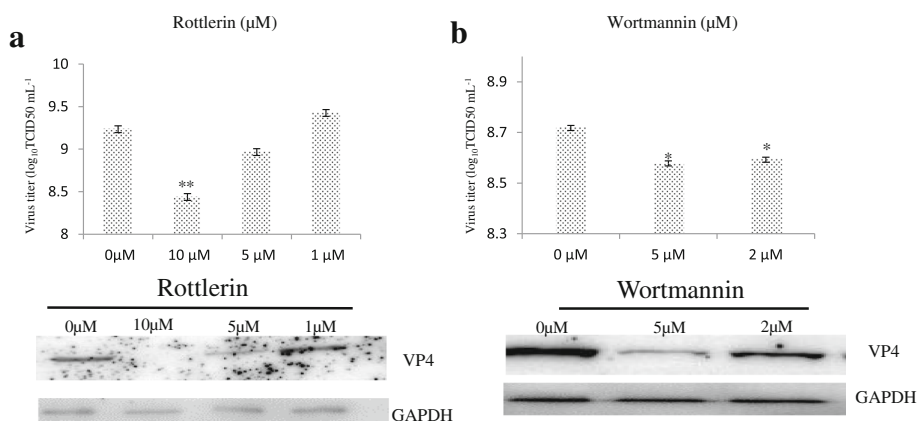 a
Rottlerin (µM)
Virus titer (log10TCID50 mL-1
10
9.5
9
8.5
8
**
0µM 10 µM 5 µM 1 µM
Rottlerin
0µM 10µM 5µM 1µM
VP4
GAPDH
b
Wortmannin (µM)
Virus titer (log10TCID50 mL-1
8.9
8.7
8.5
8.3
* *
0 µM 5 µM 2 µM
Wortmannin
0µM 5µM 2µM
VP4
GAPDH